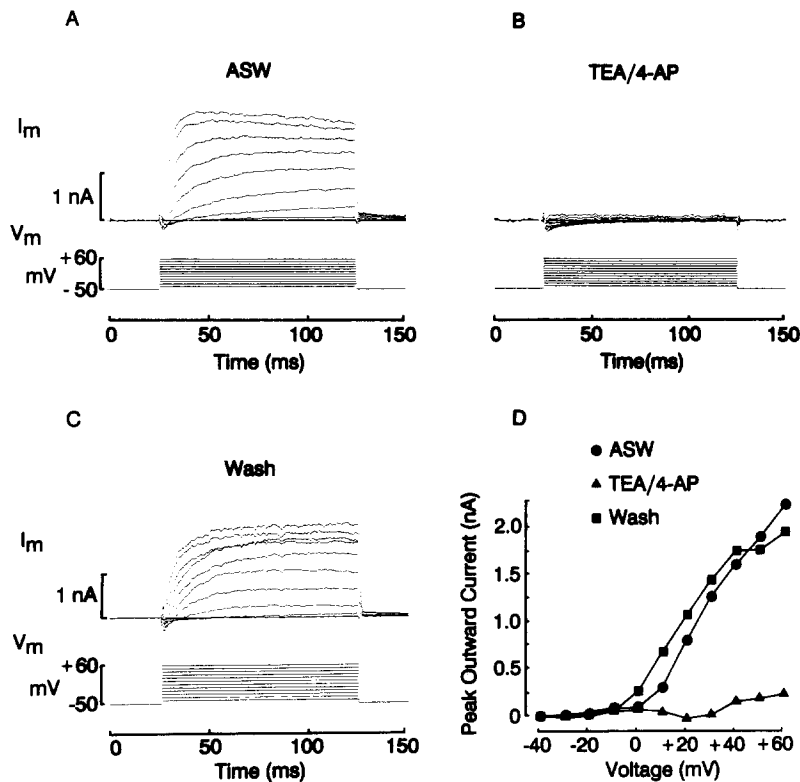 A
ASW
Im
1 nA
Vm
+60
mV
-50
0 50 100 150
Time (ms)
B
TEA/4-AP
0 50 100 150
Time(ms)
C
Wash
Im
1 nA
Vm
+60
mV
-50
0 50 100 150
Time (ms)
D
ASW
TEA/4-AP
Wash
Peak Outward Current (nA)
2.0
1.5
1.0
0.5
0
-40 -20 0 +20 +40 +60
Voltage (mV)